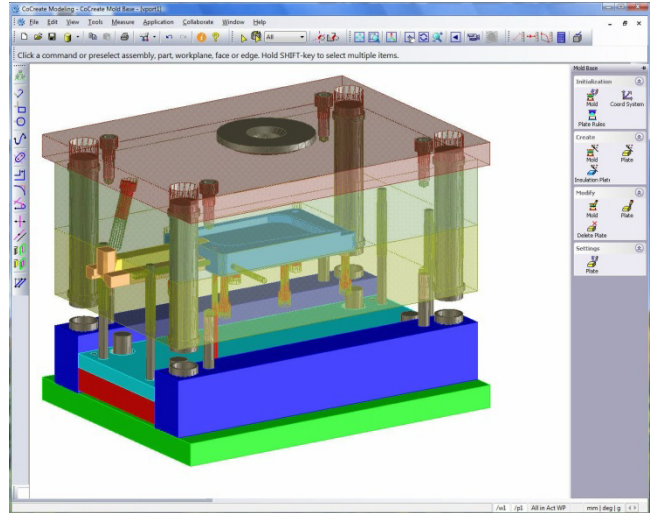 CoCreate Modeling - CoCreate Mold Base - [sport1]
File Edit View Tools Measure Application Collaborate Window Help
All
Click a command or preselect assembly, part, workplane, face or edge. Hold SHIFT-key to select multiple items.
Mold Base
Initialization
Mold Coord System
Plate Rules
Create
Mold Plate
Insulation Plate
Modify
Mold Plate
Delete Plate
Settings
Plate
/w1 /p1 All in Act WP mm | deg | g